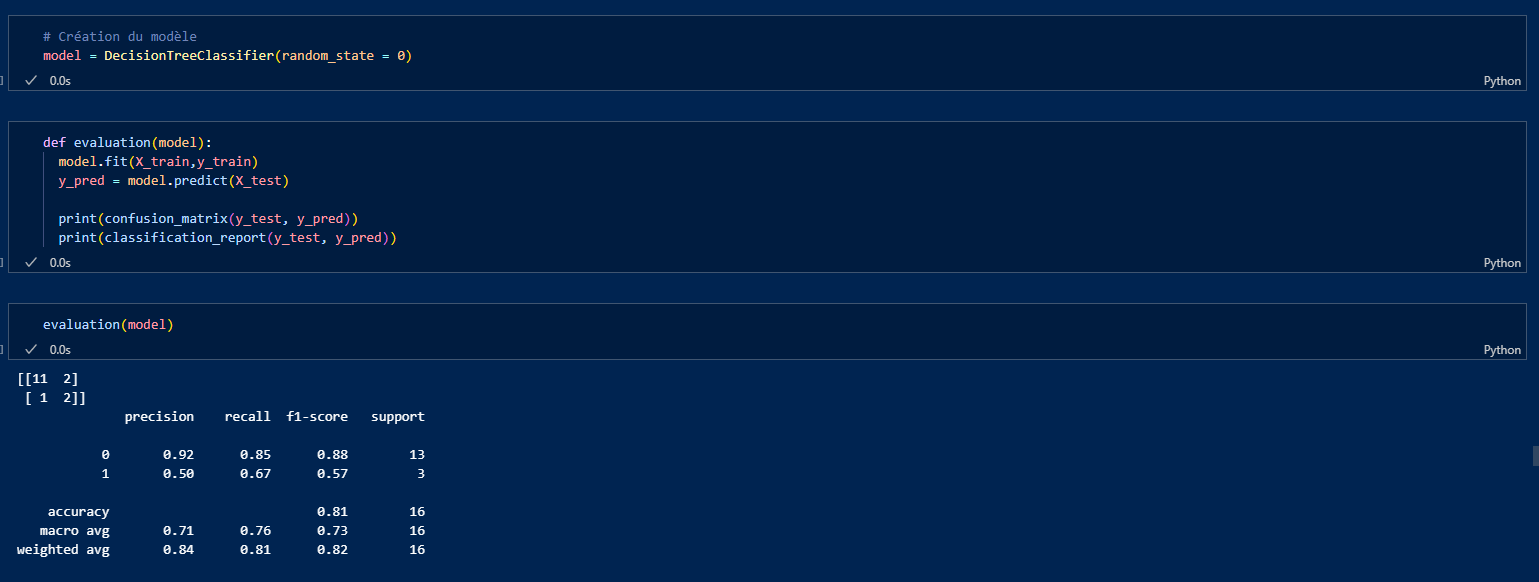 # Création du modèle
model = DecisionTreeClassifier(random_state = 0)
] ✓ 0.0s Python
def evaluation(model):
  model.fit(X_train,y_train)
  y_pred = model.predict(X_test)
  print(confusion_matrix(y_test, y_pred))
  print(classification_report(y_test, y_pred))
] ✓ 0.0s Python
evaluation(model)
] ✓ 0.0s Python
[[11  2]
 [ 1  2]]
              precision    recall  f1-score   support
           0       0.92      0.85      0.88        13
           1       0.50      0.67      0.57         3
    accuracy                           0.81        16
   macro avg       0.71      0.76      0.73        16
weighted avg       0.84      0.81      0.82        16